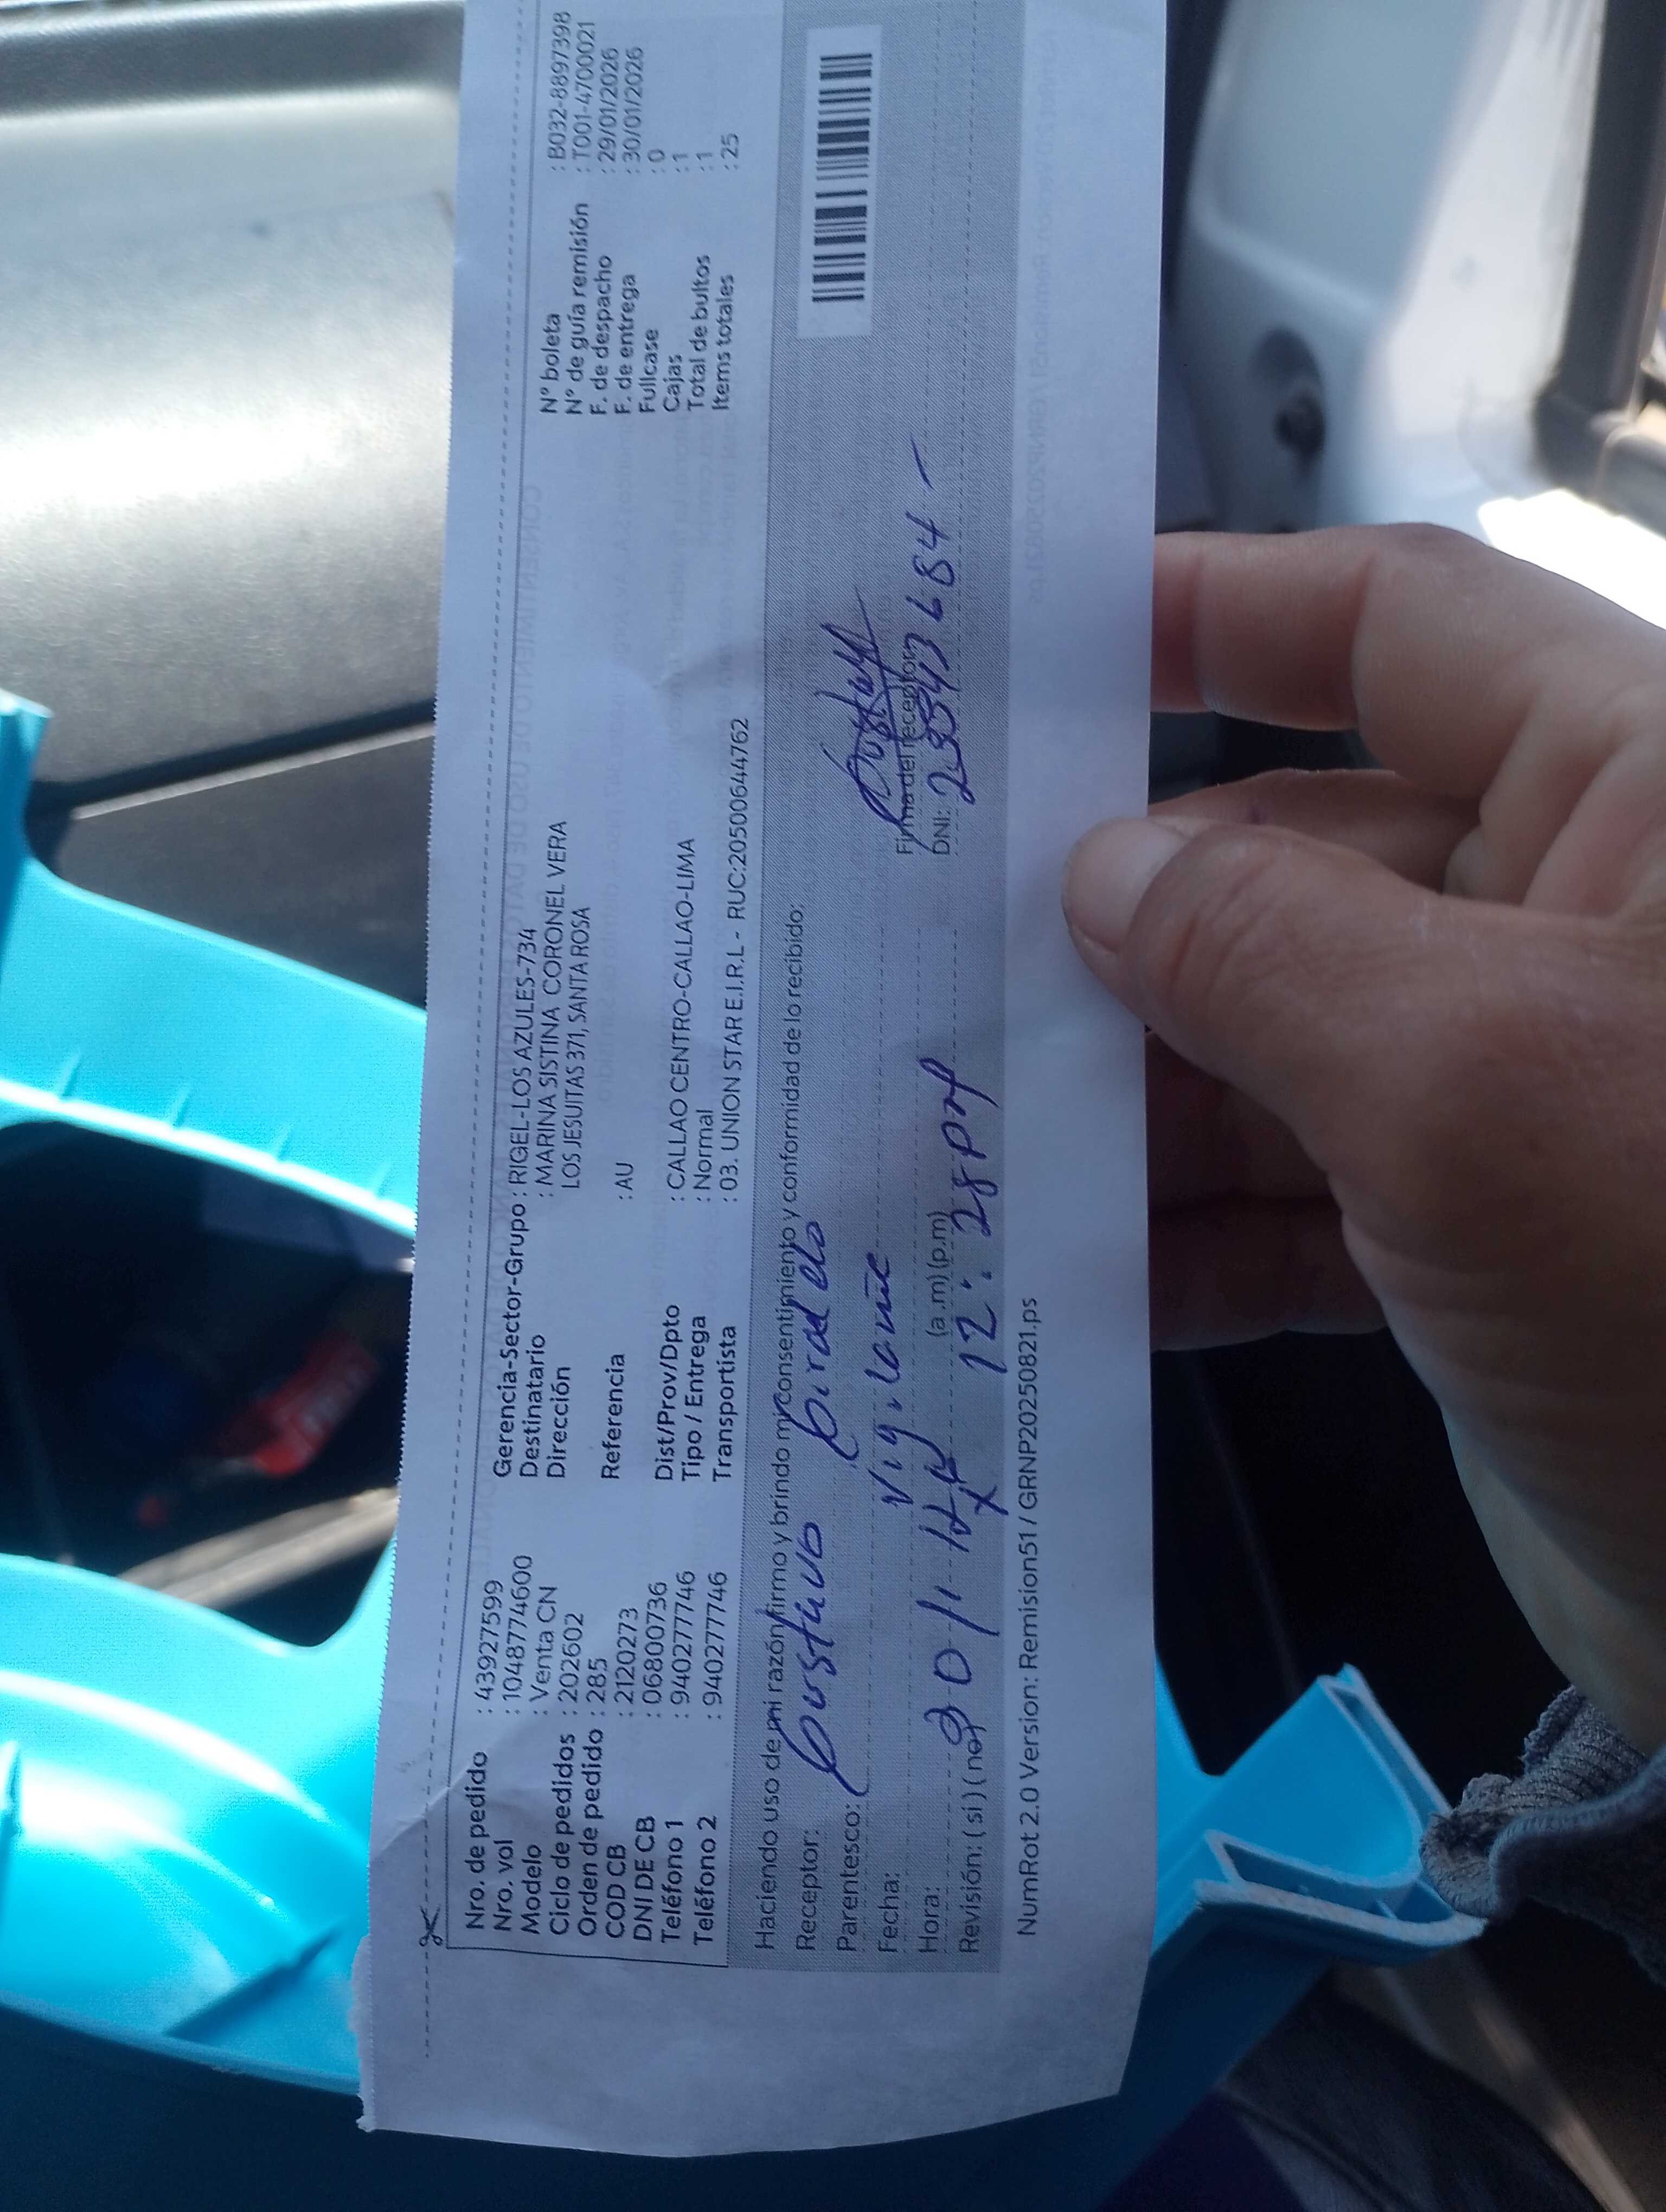 Nro. de pedido : 43927599
Nro. vol : 1048774600
Modelo : Venta CN
Ciclo de pedidos : 202602
Orden de pedido : 285
COD CB : 2120273
DNI DE CB : 06800736
Teléfono 1 : 940277746
Teléfono 2 : 940277746
Gerencia-Sector-Grupo : RIGEL-LOS AZULES-734
Destinatario : MARINA SISTINA CORONEL VERA
Dirección LOS JESUITAS 371, SANTA ROSA
Referencia : AU
Dist/Prov/Dpto : CALLAO CENTRO-CALLAO-LIMA
Tipo / Entrega : Normal
Transportista : 03. UNION STAR E.I.R.L - RUC:20500644762
N° boleta : B032-8897398
N° de guía remisión : T001-4700021
F. de despacho : 29/01/2026
F. de entrega : 30/01/2026
Fullcase : 0
Cajas : 1
Total de bultos : 1
Items totales : 25
Haciendo uso de mi razón firmo y brindo mi consentimiento y conformidad de lo recibido;
Receptor: Gustavo
Parentesco:
Fecha:
Hora: (a.m) (p.m) 12:28 pm
Revisión: ( si ) ( no )
Firma del receptor
DNI:
NumRot 2.0 Version: Remision51 / GRNP20250821.ps